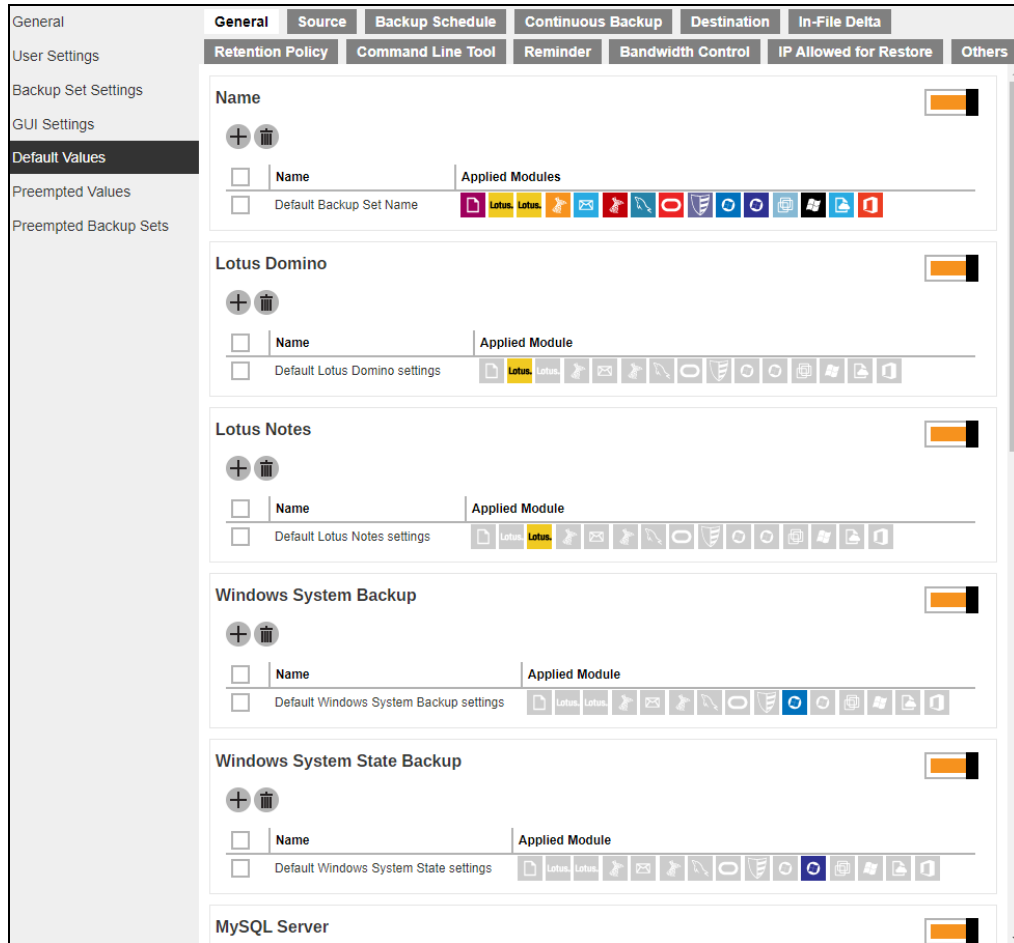 General
User Settings
Backup Set Settings
GUI Settings
Default Values
Preempted Values
Preempted Backup Sets
General Source Backup Schedule Continuous Backup Destination In-File Delta
Retention Policy Command Line Tool Reminder Bandwidth Control IP Allowed for Restore Others
Name
Name Applied Modules
Default Backup Set Name Lotus. Lotus.
Lotus Domino
Name Applied Module
Default Lotus Domino settings Lotus. Lotus.
Lotus Notes
Name Applied Module
Default Lotus Notes settings Lotus. Lotus.
Windows System Backup
Name Applied Module
Default Windows System Backup settings Lotus. Lotus.
Windows System State Backup
Name Applied Module
Default Windows System State settings Lotus. Lotus.
MySQL Server